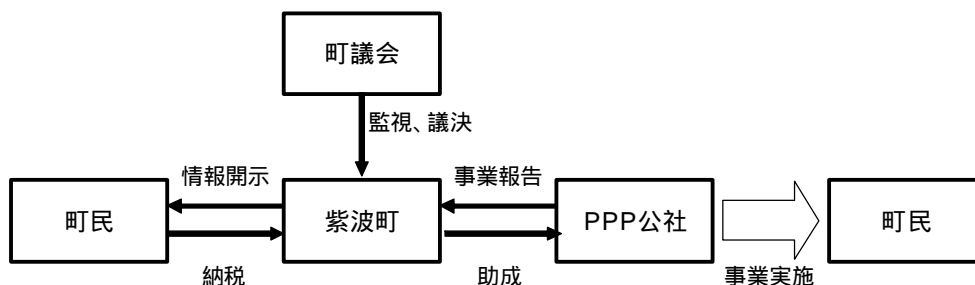 町議会
監視、議決
情報開示
事業報告
町民
紫波町
PPP公社
町民
納税
助成
事業実施